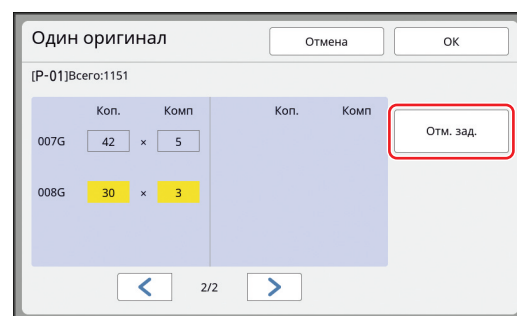 Один оригинал
Отмена
OK
[P-01]Всего:1151
Коп. Комп Коп. Комп
007G 42 × 5
Отм. зад.
008G 30 × 3
2/2